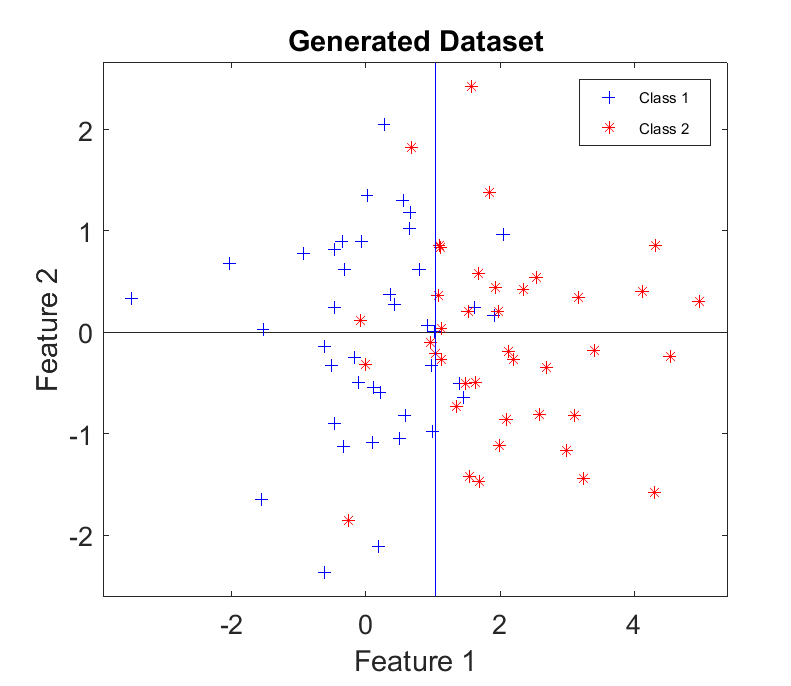 Generated Dataset
Class 1
Class 2
2
1
0
-1
-2
Feature 2
-2
0
2
4
Feature 1